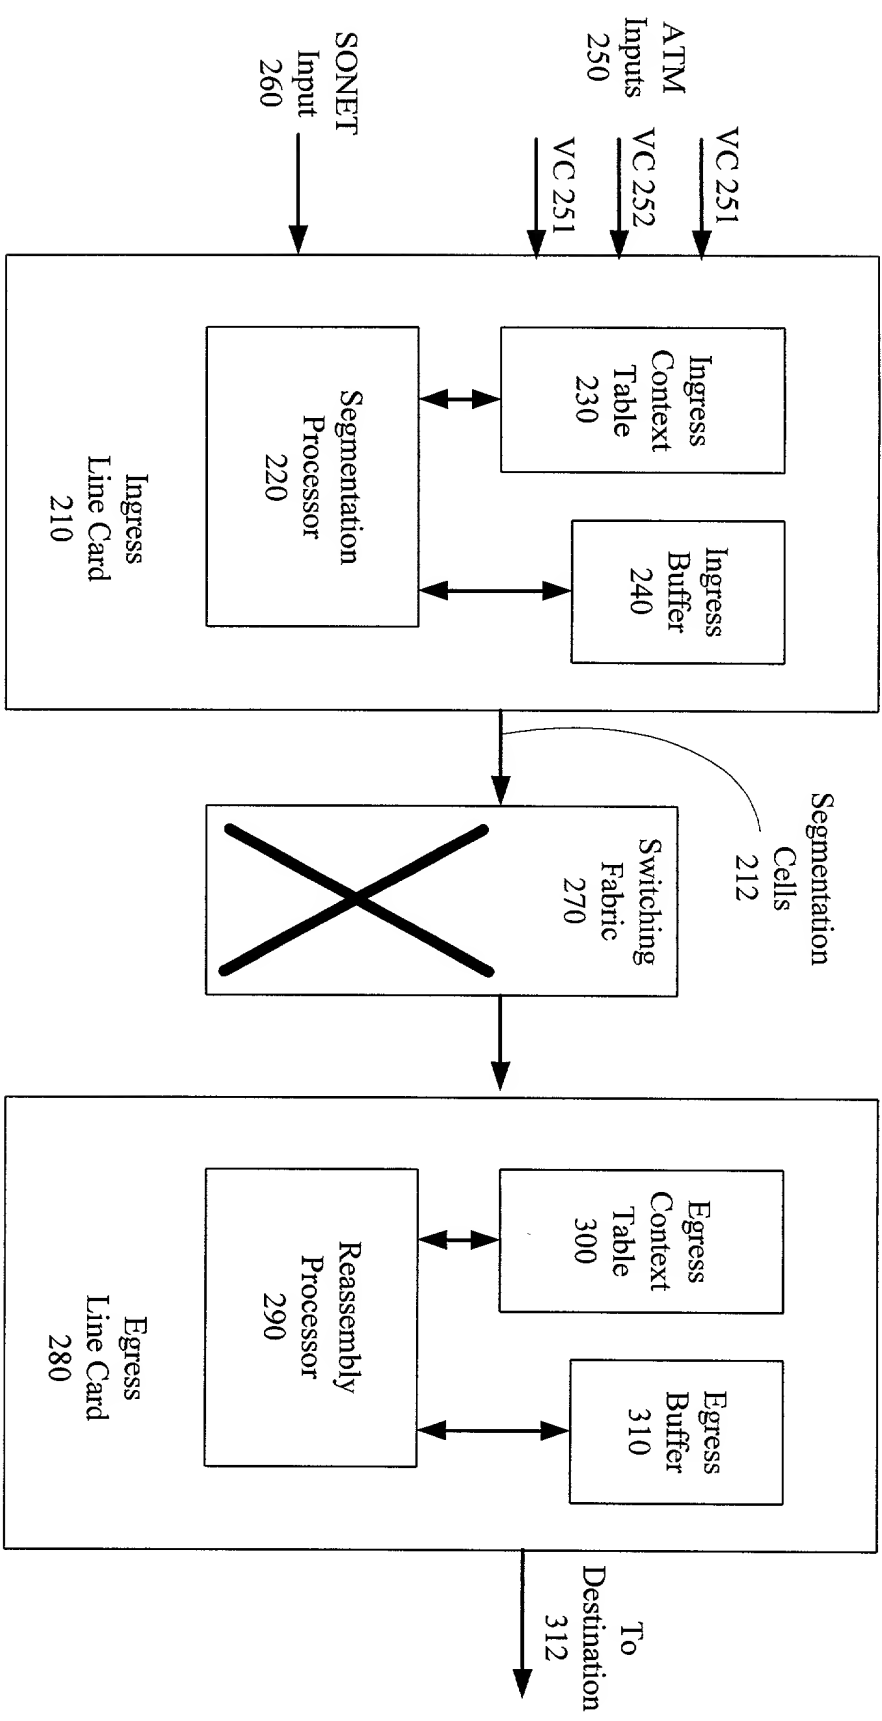 ATM
Inputs
250
VC 251
VC 252
VC 251
SONET
Input
260
Ingress
Context
Table
230
Ingress
Buffer
240
Segmentation
Processor
220
Ingress
Line Card
210
Segmentation
Cells
212
Switching
Fabric
270
Egress
Context
Table
300
Egress
Buffer
310
Reassembly
Processor
290
Egress
Line Card
280
To
Destination
312